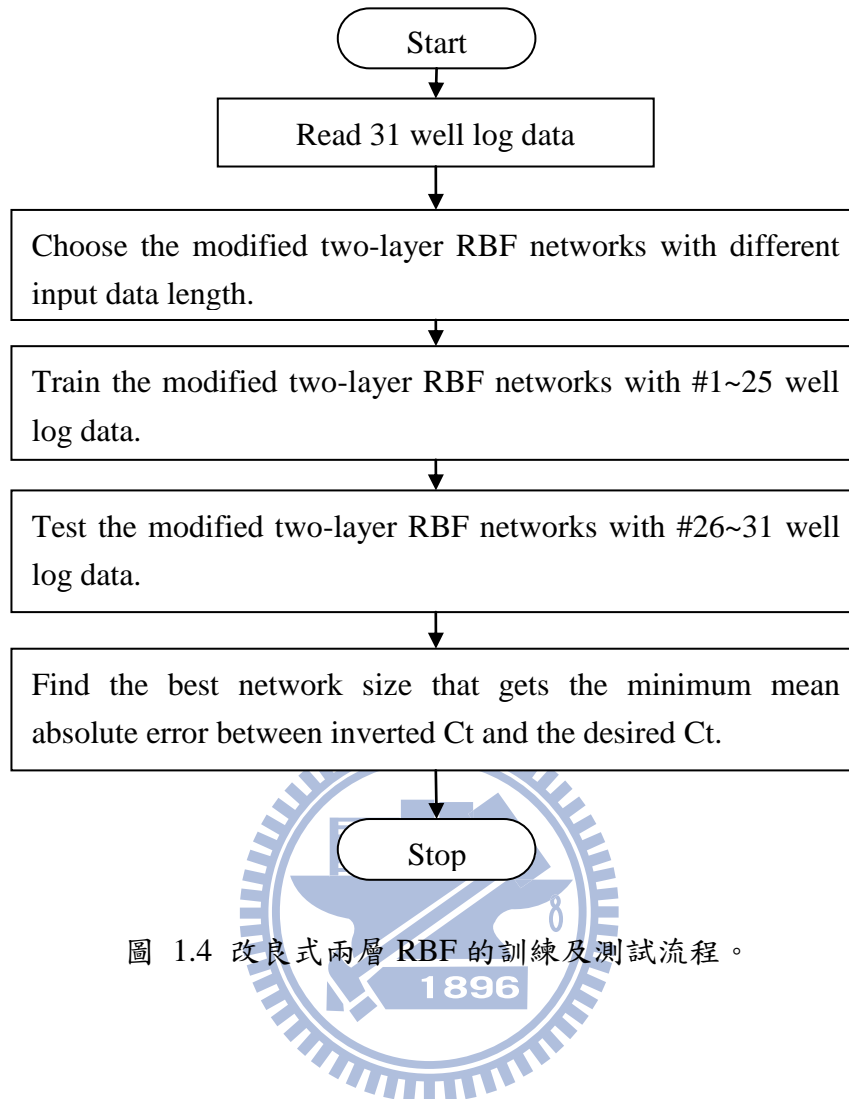 Start
Read 31 well log data
Choose the modified two-layer RBF networks with different
input data length.
Train the modified two-layer RBF networks with #1~25 well
log data.
Test the modified two-layer RBF networks with #26~31 well
log data.
Find the best network size that gets the minimum mean
absolute error between inverted Ct and the desired Ct.
Stop
圖 1.4 改良式兩層 RBF 的訓練及測試流程。
1896